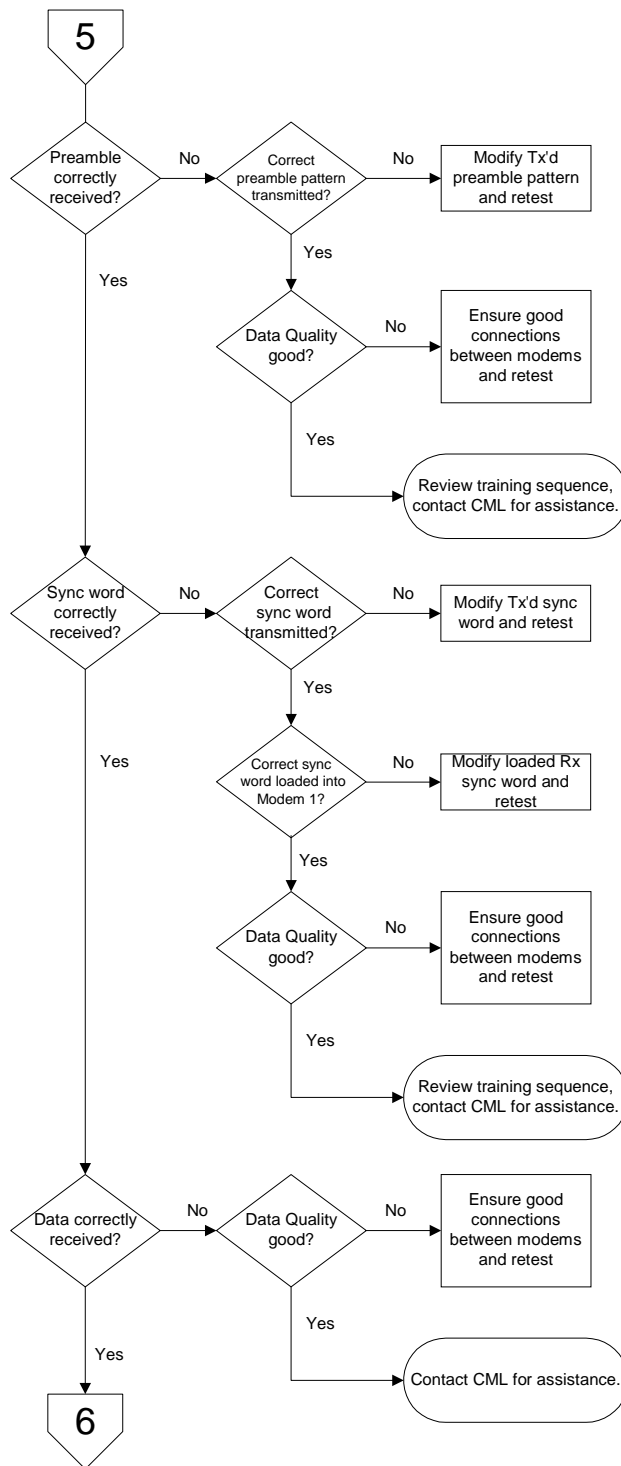 5
Preamble
correctly
received?
No
Correct
preamble pattern
transmitted?
No
Modify Tx'd
preamble pattern
and retest
Yes
Yes
Data Quality
good?
No
Ensure good
connections
between modems
and retest
Yes
Review training sequence,
contact CML for assistance.
Sync word
correctly
received?
No
Correct
sync word
transmitted?
No
Modify Tx'd sync
word and retest
Yes
Yes
Correct sync
word loaded into
Modem 1?
No
Modify loaded Rx
sync word and
retest
Yes
Data Quality
good?
No
Ensure good
connections
between modems
and retest
Yes
Review training sequence,
contact CML for assistance.
Data correctly
received?
No
Data Quality
good?
No
Ensure good
connections
between modems
and retest
Yes
Yes
Contact CML for assistance.
6